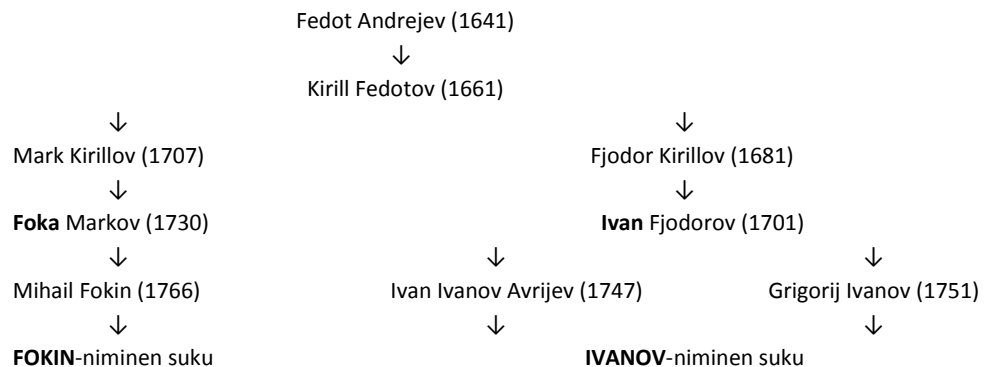 Fedot Andrejev (1641)
↓
Kirill Fedotov (1661)
↓ ↓
Mark Kirillov (1707) Fjodor Kirillov (1681)
↓ ↓
Foka Markov (1730) Ivan Fjodorov (1701)
↓ ↓ ↓
Mihail Fokin (1766) Ivan Ivanov Avrijev (1747) Grigorij Ivanov (1751)
↓ ↓ ↓
FOKIN-niminen suku IVANOV-niminen suku